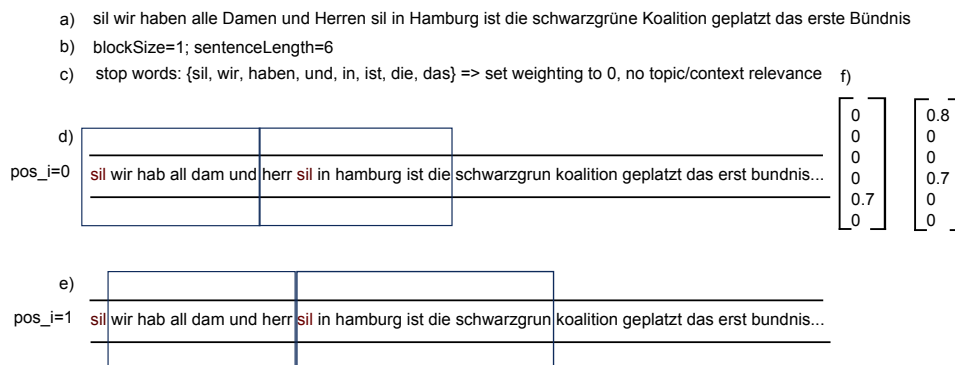 a) sil wir haben alle Damen und Herren sil in Hamburg ist die schwarzgrüne Koalition geplatzt das erste Bündnis
b) blockSize=1; sentenceLength=6
c) stop words: {sil, wir, haben, und, in, ist, die, das} => set weighting to 0, no topic/context relevance
f)
0 0.8
0 0
0 0
0 0.7
0.7 0
0 0
d)
pos_i=0 sil wir hab all dam und herr sil in hamburg ist die schwarzgrun koalition geplatzt das erst bundnis...
e)
pos_i=1 sil wir hab all dam und herr sil in hamburg ist die schwarzgrun koalition geplatzt das erst bundnis...